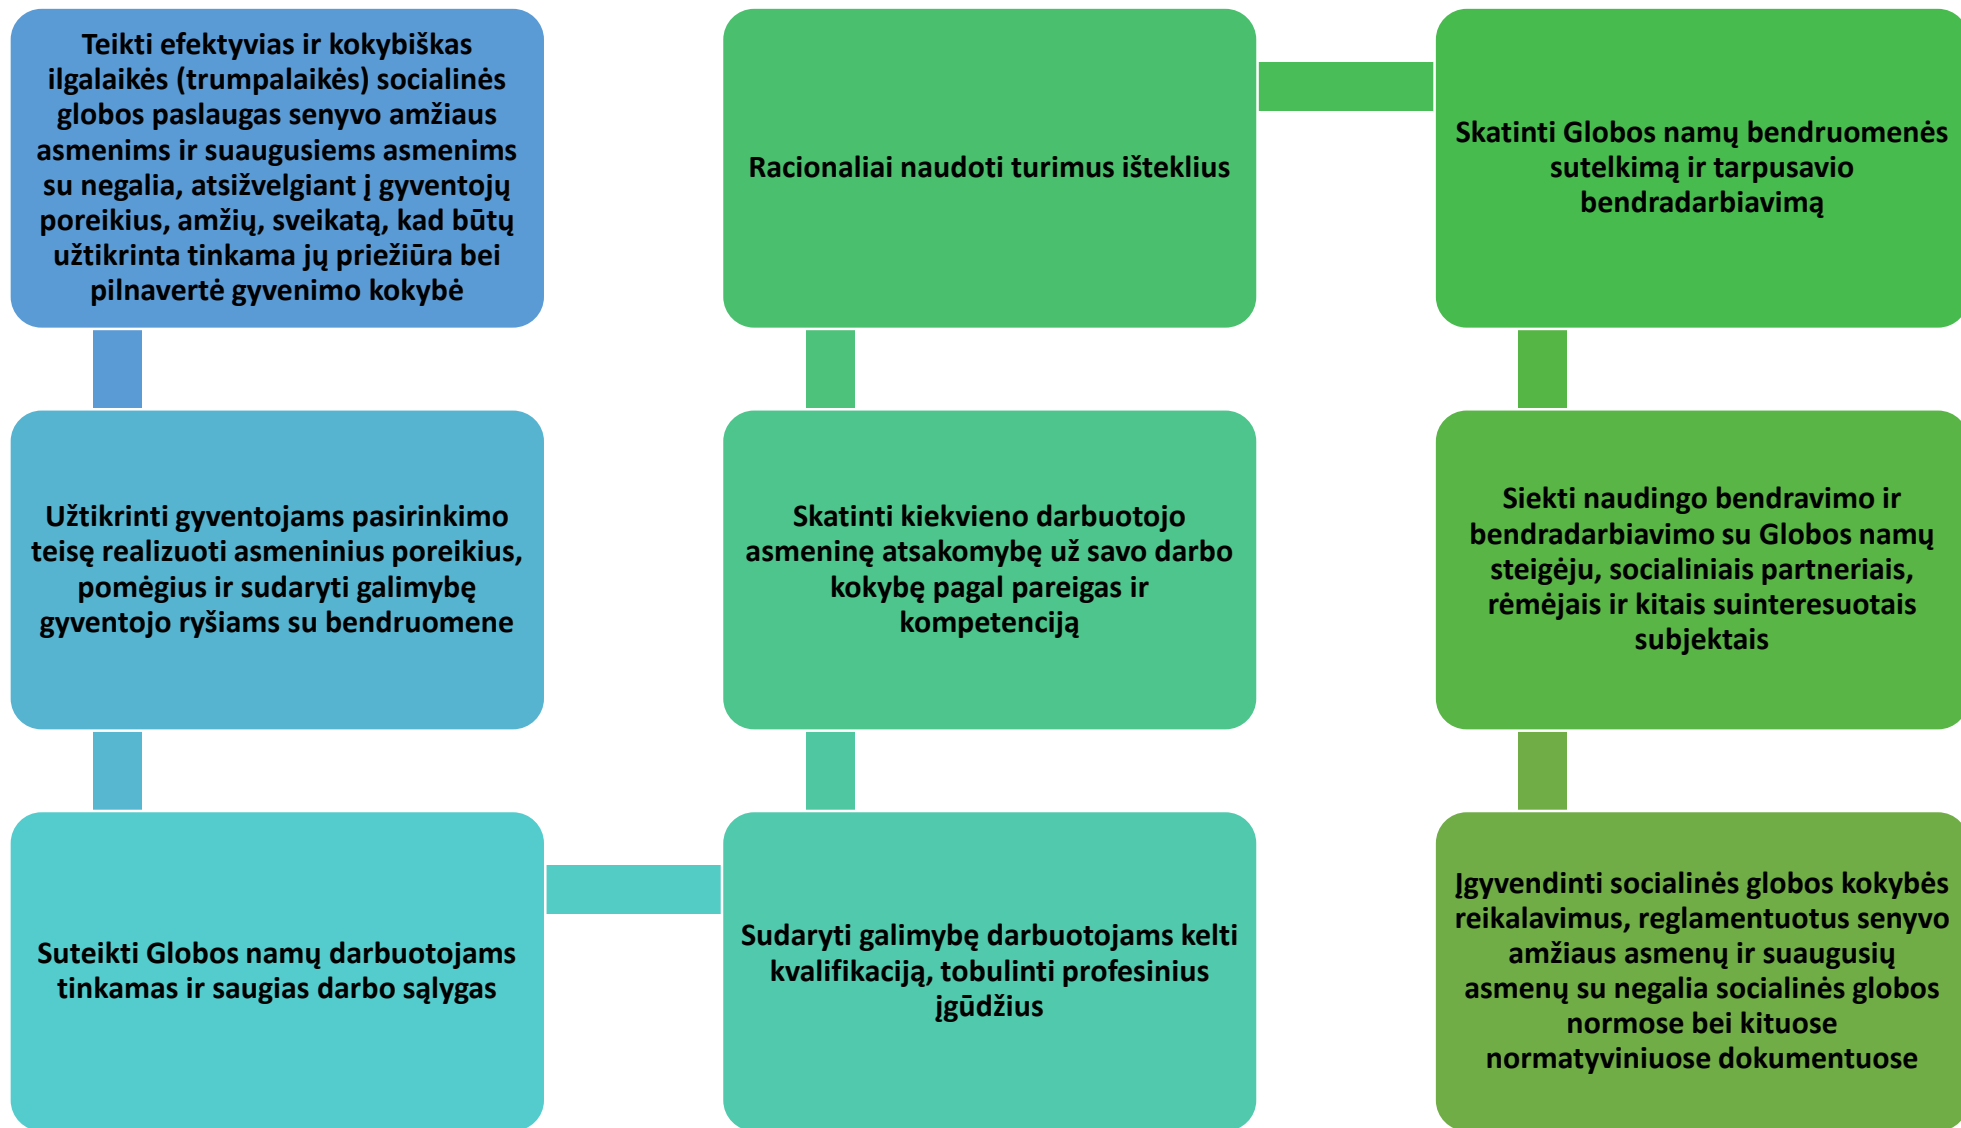 Teikti efektyvias ir kokybiškas
ilgalaikės (trumpalaikės) socialinės
globos paslaugas senyvo amžiaus
asmenims ir suaugusiems asmenims
su negalia, atsižvelgiant į gyventojų
poreikius, amžių, sveikatą, kad būtų
užtikrinta tinkama jų priežiūra bei
pilnavertė gyvenimo kokybė
Užtikrinti gyventojams pasirinkimo
teisę realizuoti asmeninius poreikius,
pomėgius ir sudaryti galimybę
gyventojo ryšiams su bendruomene
Suteikti Globos namų darbuotojams
tinkamas ir saugias darbo sąlygas
Sudaryti galimybę darbuotojams kelti
kvalifikaciją, tobulinti profesinius
įgūdžius
Skatinti kiekvieno darbuotojo
asmeninę atsakomybę už savo darbo
kokybę pagal pareigas ir
kompetenciją
Racionaliai naudoti turimus išteklius
Skatinti Globos namų bendruomenės
sutelkimą ir tarpusavio
bendradarbiavimą
Siekti naudingo bendravimo ir
bendradarbiavimo su Globos namų
steigėju, socialiniais partneriais,
rėmėjais ir kitais suinteresuotais
subjektais
Įgyvendinti socialinės globos kokybės
reikalavimus, reglamentuotus senyvo
amžiaus asmenų ir suaugusių
asmenų su negalia socialinės globos
normose bei kituose
normatyviniuose dokumentuose